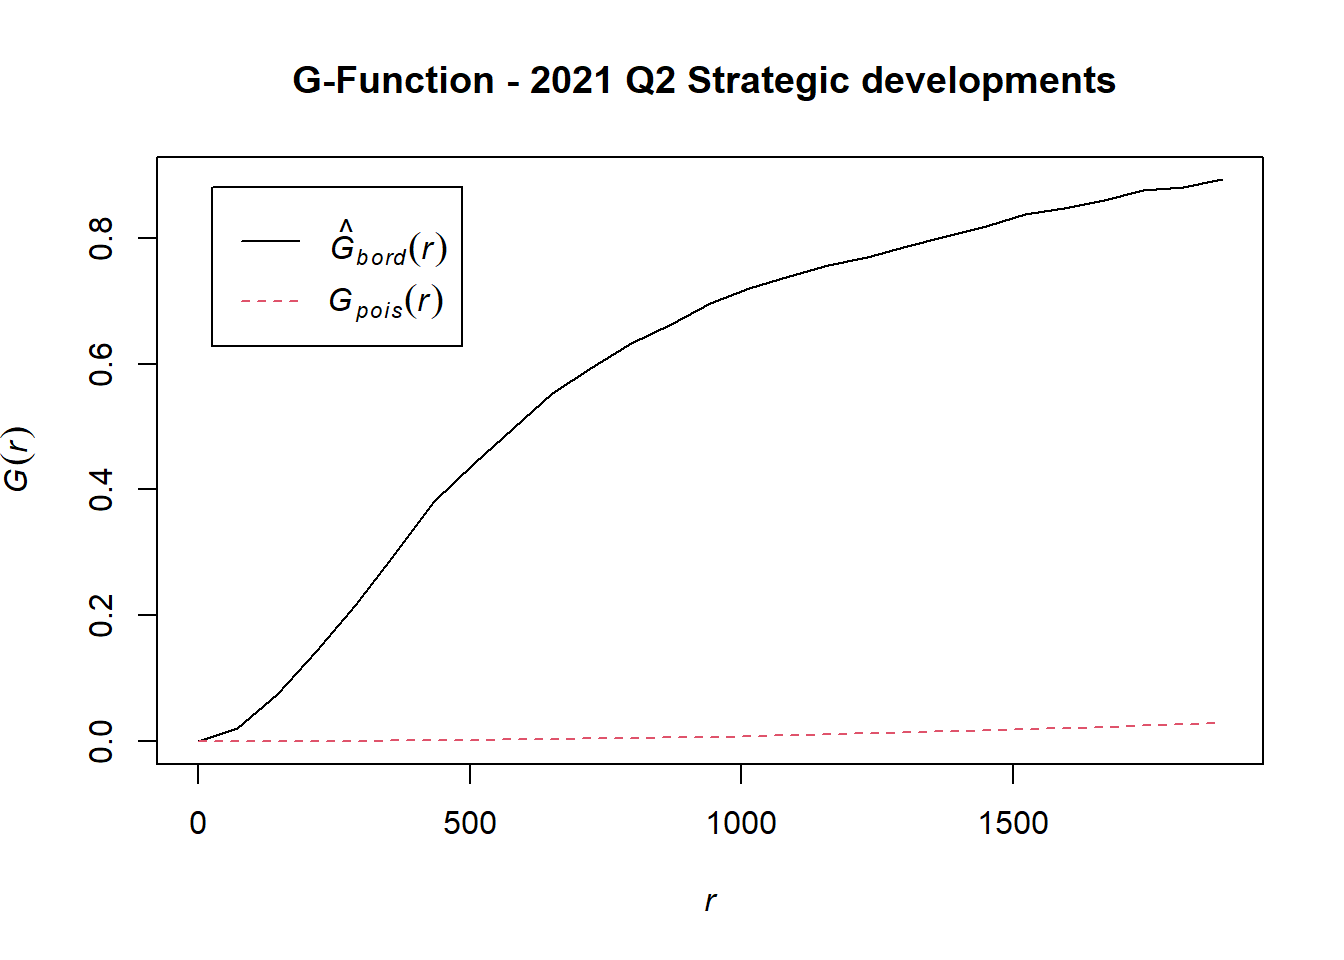 G-Function - 2021 Q2 Strategic developments
Ĝbord(r)
Gpois(r)
G(r)
0.8
0.6
0.4
0.2
0.0
0 500 1000 1500
r